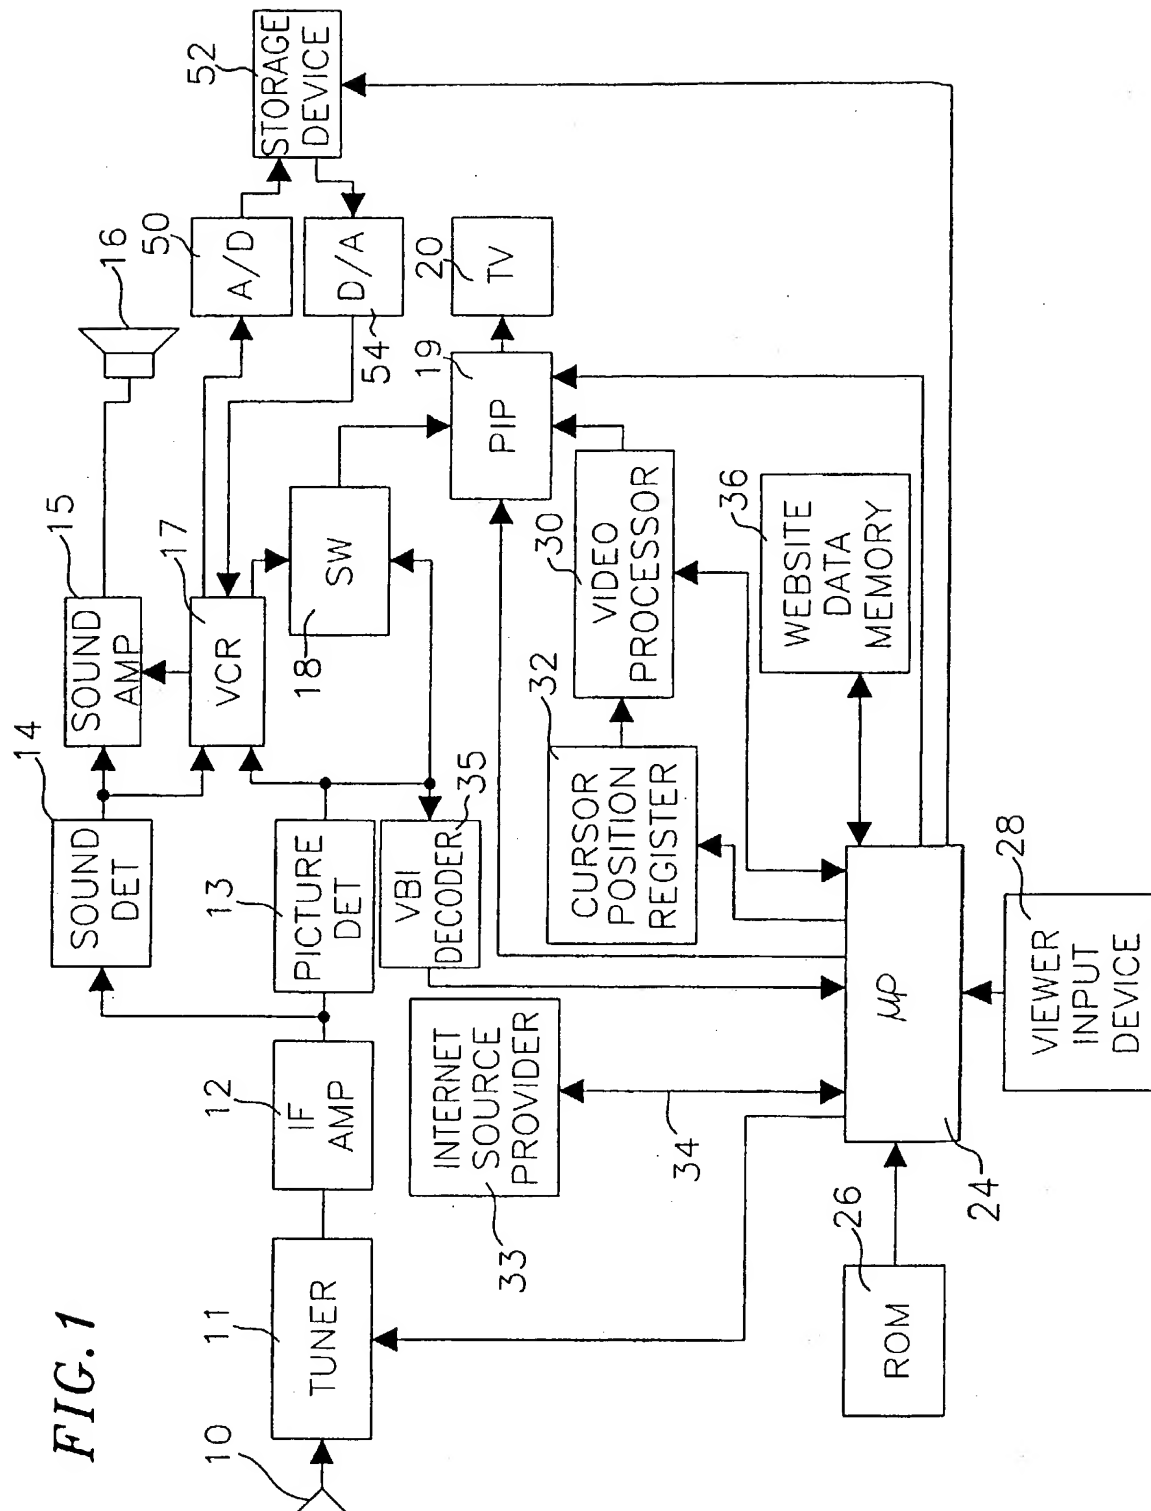 FIG.1
10
11
TUNER
12
IF
AMP
13
PICTURE
DET
14
SOUND
DET
15
SOUND
AMP
16
17
VCR
50
A/D
52
STORAGE
DEVICE
D/A
54
18
SW
19
PIP
20
TV
VBI
DECODER
35
INTERNET
SOURCE
PROVIDER
33
34
32
CURSOR
POSITION
REGISTER
30
VIDEO
PROCESSOR
36
WEBSITE
DATA
MEMORY
26
ROM
µP
24
28
VIEWER
INPUT
DEVICE